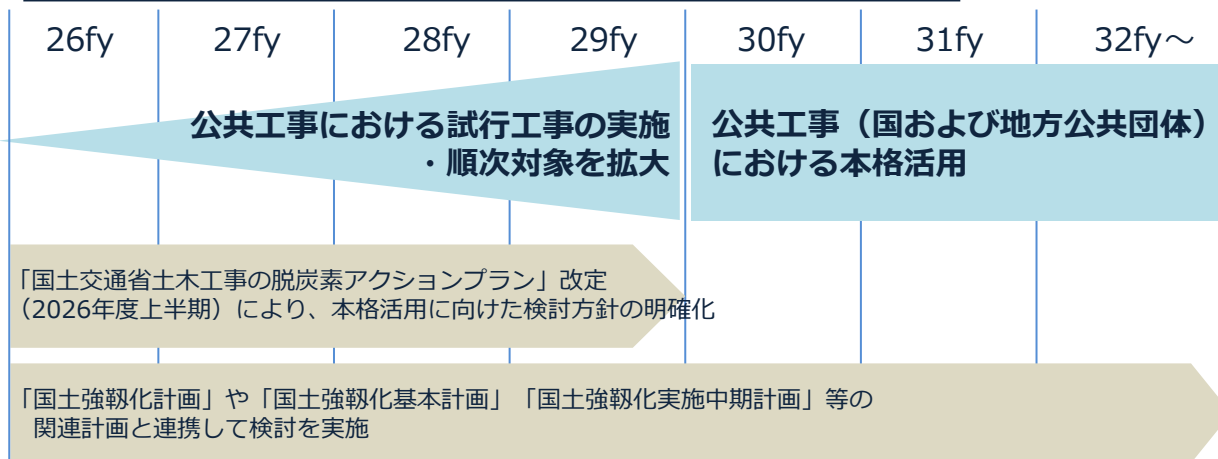 26fy 27fy 28fy 29fy 30fy 31fy 32fy～
公共工事における試行工事の実施
・順次対象を拡大
公共工事（国および地方公共団体）
における本格活用
「国土交通省土木工事の脱炭素アクションプラン」改定
（2026年度上半期）により、本格活用に向けた検討方針の明確化
「国土強靱化計画」や「国土強靱化基本計画」「国土強靱化実施中期計画」等の
関連計画と連携して検討を実施